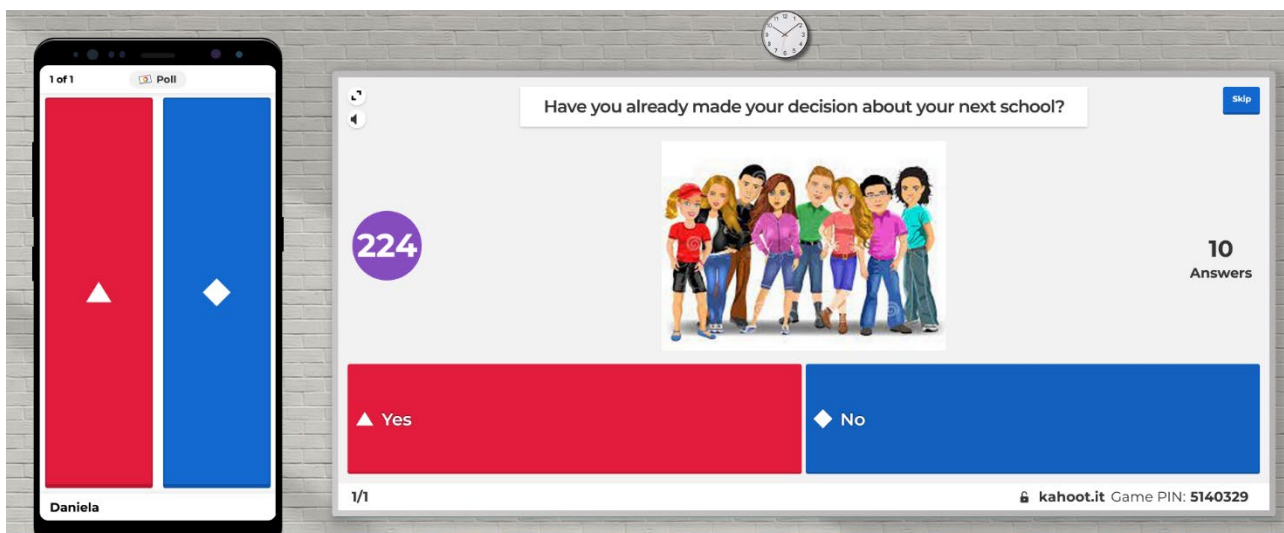 1 of 1 Poll
Daniela
Have you already made your decision about your next school?
Skip
224
10
Answers
Yes
No
1/1
kahoot.it Game PIN: 5140329